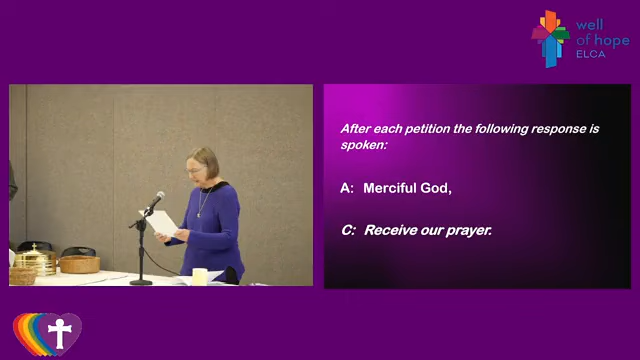 well
of hope
ELCA
After each petition the following response is
spoken:
A: Merciful God,
C: Receive our prayer.